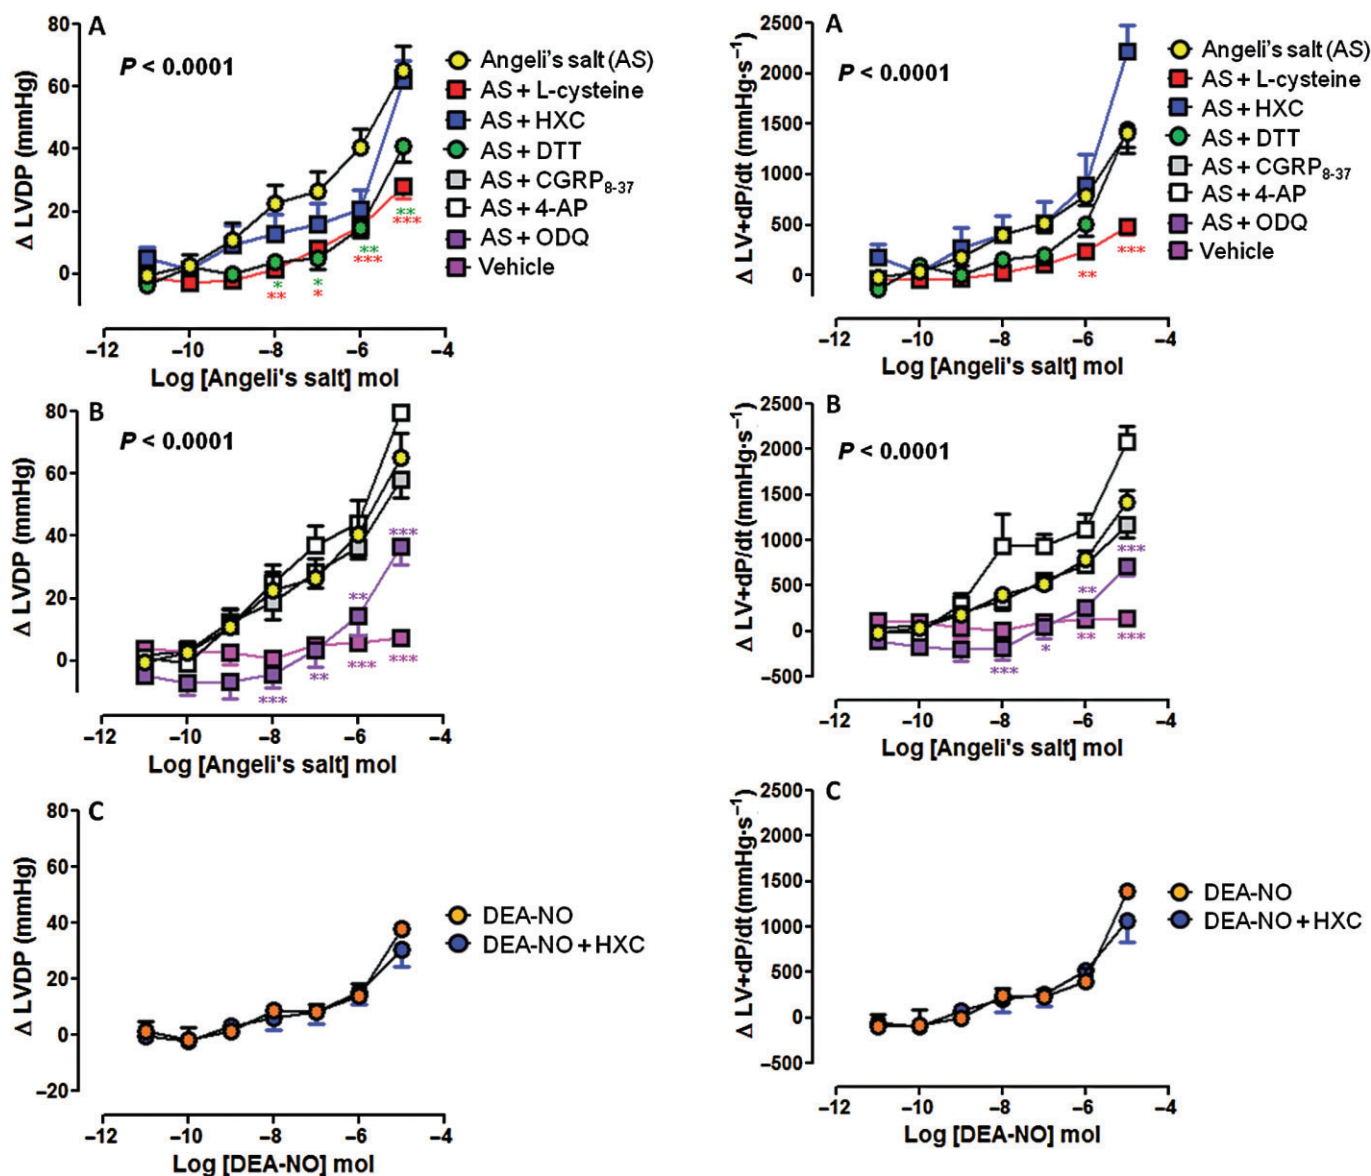 A
P < 0.0001
Δ LVDP (mmHg)
80
60
40
20
0
** ***
** ***
* **
* *
−12 −10 −8 −6 −4
Log [Angeli's salt] mol
Angeli's salt (AS)
AS + L-cysteine
AS + HXC
AS + DTT
AS + CGRP8-37
AS + 4-AP
AS + ODQ
Vehicle
A
P < 0.0001
Δ LV+dP/dt (mmHg·s−1)
2500
2000
1500
1000
500
0
** ***
−12 −10 −8 −6 −4
Log [Angeli's salt] mol
Angeli's salt (AS)
AS + L-cysteine
AS + HXC
AS + DTT
AS + CGRP8-37
AS + 4-AP
AS + ODQ
Vehicle
B
P < 0.0001
Δ LVDP (mmHg)
80
60
40
20
0
***
**
*** ** *** ***
−12 −10 −8 −6 −4
Log [Angeli's salt] mol
B
P < 0.0001
Δ LV+dP/dt (mmHg·s−1)
2500
2000
1500
1000
500
0
−500
***
**
*** * ** ***
−12 −10 −8 −6 −4
Log [Angeli's salt] mol
C
Δ LVDP (mmHg)
80
60
40
20
0
−20
−12 −10 −8 −6 −4
Log [DEA-NO] mol
DEA-NO
DEA-NO + HXC
C
Δ LV+dP/dt (mmHg·s−1)
2500
2000
1500
1000
500
0
−500
−12 −10 −8 −6 −4
Log [DEA-NO] mol
DEA-NO
DEA-NO + HXC